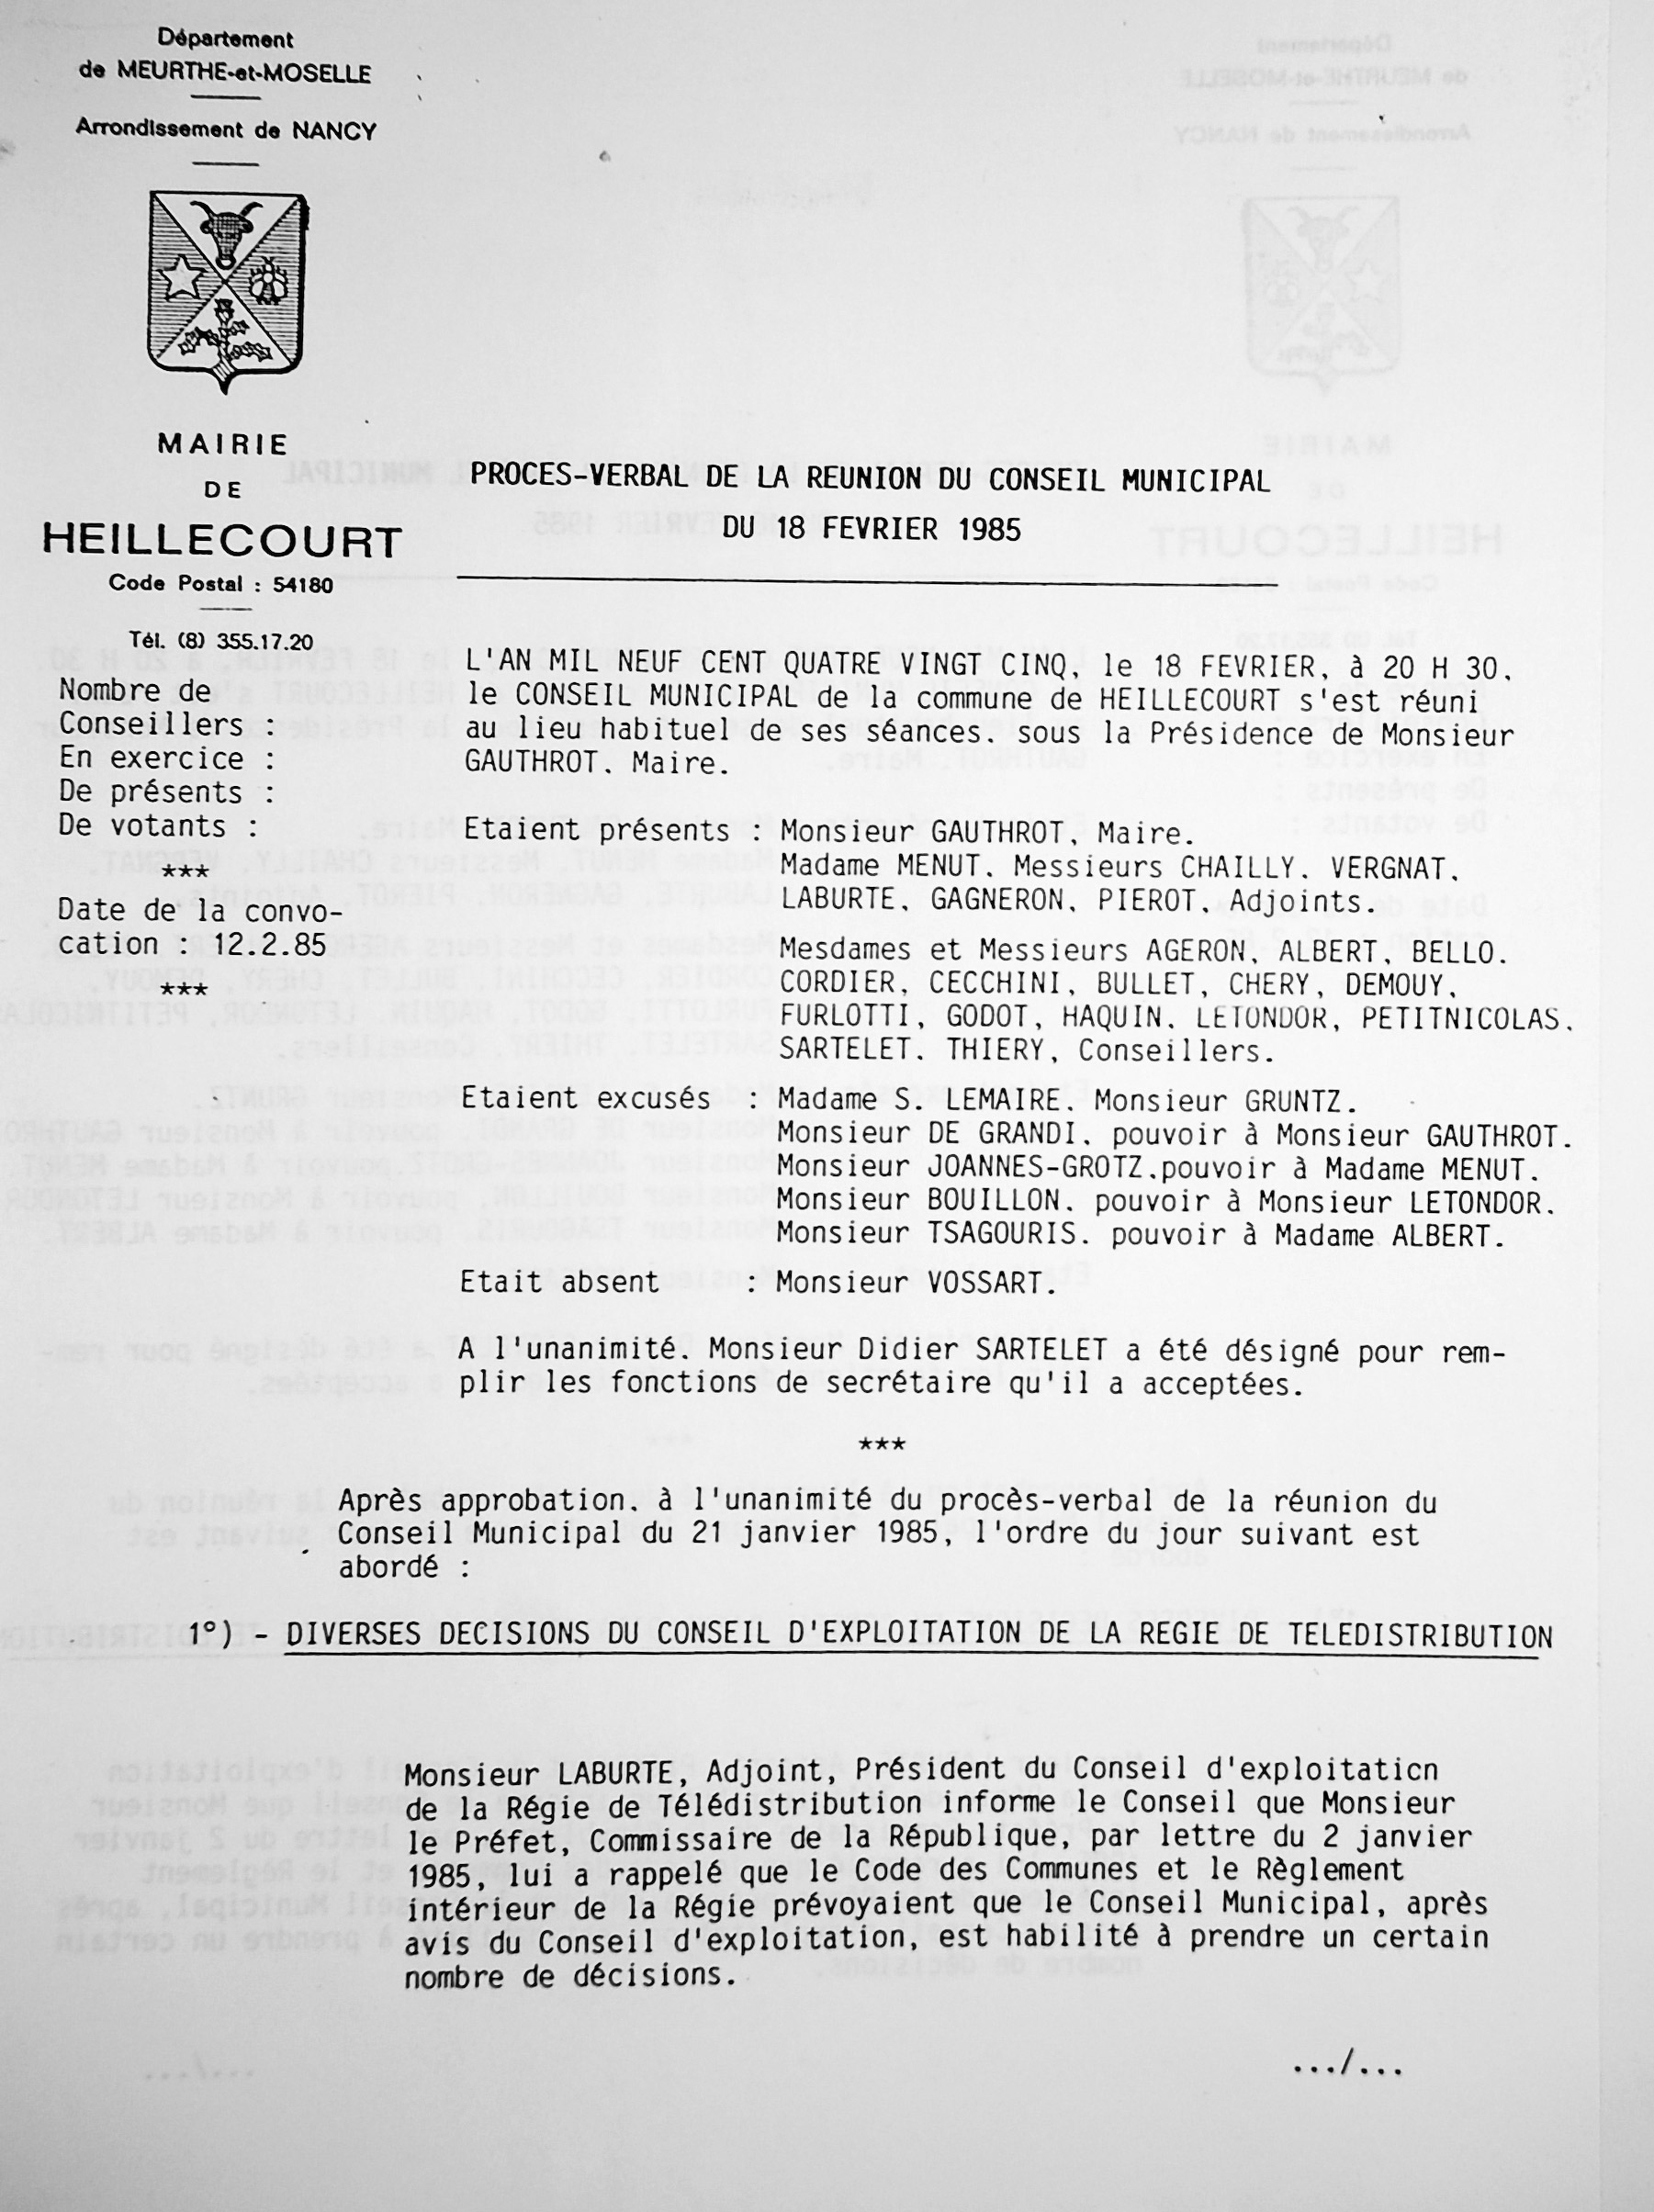 Département
de MEURTHE-et-MOSELLE
Arrondissement de NANCY
MAIRIE
DE
HEILLECOURT
Code Postal : 54180
Tél. (8) 355.17.20
Nombre de
Conseillers :
En exercice :
De présents :
De votants :
***
Date de la convo-
cation : 12.2.85
***
PROCES-VERBAL DE LA REUNION DU CONSEIL MUNICIPAL
DU 18 FEVRIER 1985
L'AN MIL NEUF CENT QUATRE VINGT CINQ, le 18 FEVRIER, à 20 H 30,
le CONSEIL MUNICIPAL de la commune de HEILLECOURT s'est réuni
au lieu habituel de ses séances, sous la Présidence de Monsieur
GAUTHROT, Maire.
Etaient présents : Monsieur GAUTHROT, Maire.
Madame MENUT, Messieurs CHAILLY, VERGNAT,
LABURTE, GAGNERON, PIEROT, Adjoints.
Mesdames et Messieurs AGERON, ALBERT, BELLO,
CORDIER, CECCHINI, BULLET, CHERY, DEMOUY,
FURLOTTI, GODOT, HAQUIN, LETONDOR, PETITNICOLAS,
SARTELET, THIERY, Conseillers.
Etaient excusés : Madame S. LEMAIRE, Monsieur GRUNTZ.
Monsieur DE GRANDI, pouvoir à Monsieur GAUTHROT.
Monsieur JOANNES-GROTZ,pouvoir à Madame MENUT.
Monsieur BOUILLON, pouvoir à Monsieur LETONDOR.
Monsieur TSAGOURIS, pouvoir à Madame ALBERT.
Etait absent : Monsieur VOSSART.
A l'unanimité, Monsieur Didier SARTELET a été désigné pour rem-
plir les fonctions de secrétaire qu'il a acceptées.
***
Après approbation, à l'unanimité du procès-verbal de la réunion du
Conseil Municipal du 21 janvier 1985, l'ordre du jour suivant est
abordé :
1°) - DIVERSES DECISIONS DU CONSEIL D'EXPLOITATION DE LA REGIE DE TELEDISTRIBUTION
Monsieur LABURTE, Adjoint, Président du Conseil d'exploitation
de la Régie de Télédistribution informe le Conseil que Monsieur
le Préfet, Commissaire de la République, par lettre du 2 janvier
1985, lui a rappelé que le Code des Communes et le Règlement
intérieur de la Régie prévoyaient que le Conseil Municipal, après
avis du Conseil d'exploitation, est habilité à prendre un certain
nombre de décisions.
.../...